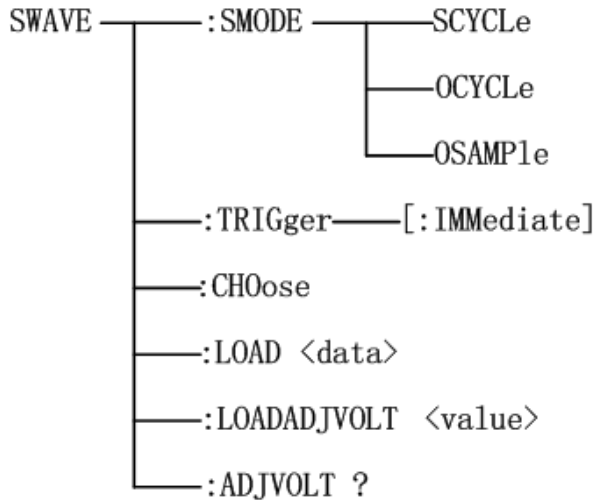 SWAVE :SMODE SCYCLe
OCYCLe
OSAMPle
:TRIGger [:IMMediate]
:CHOose
:LOAD <data>
:LOADADJVOLT <value>
:ADJVOLT ?